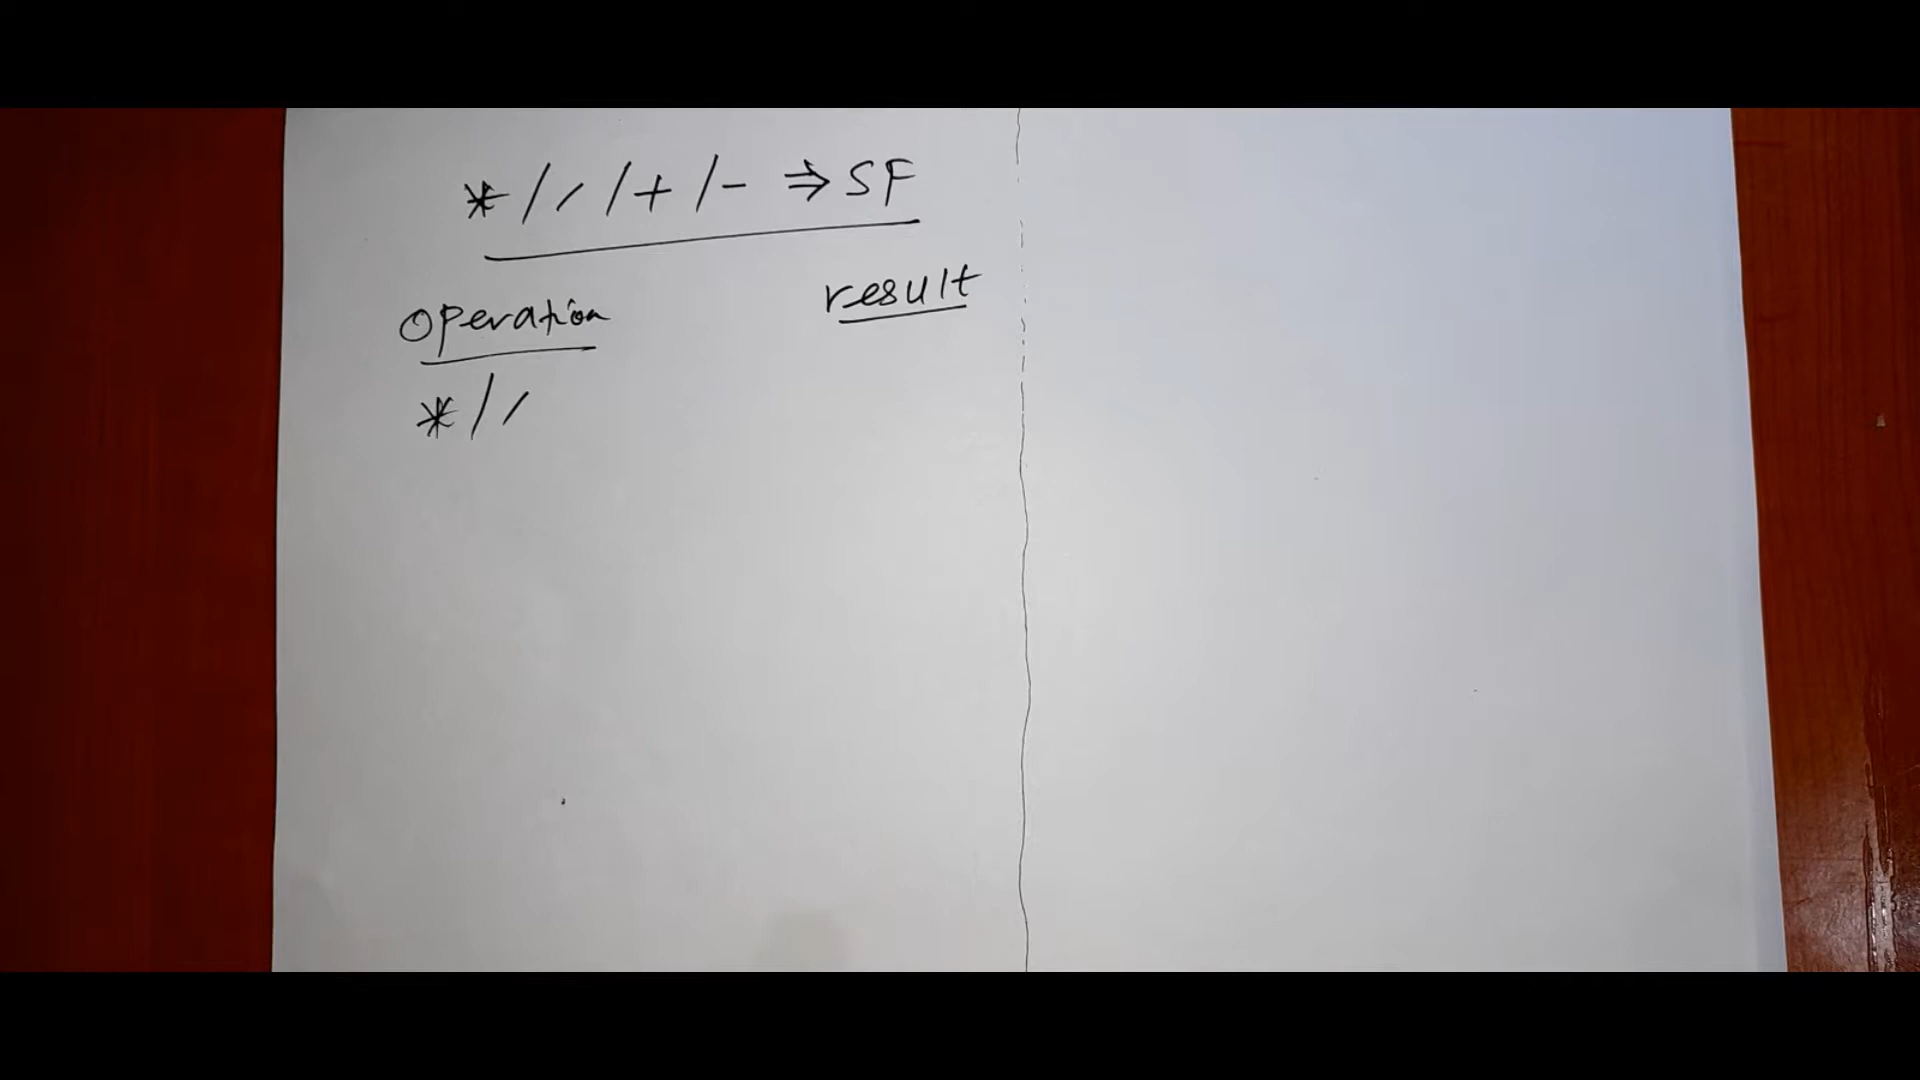 * / / / + / - ⇒ SF
operation
result
* / /